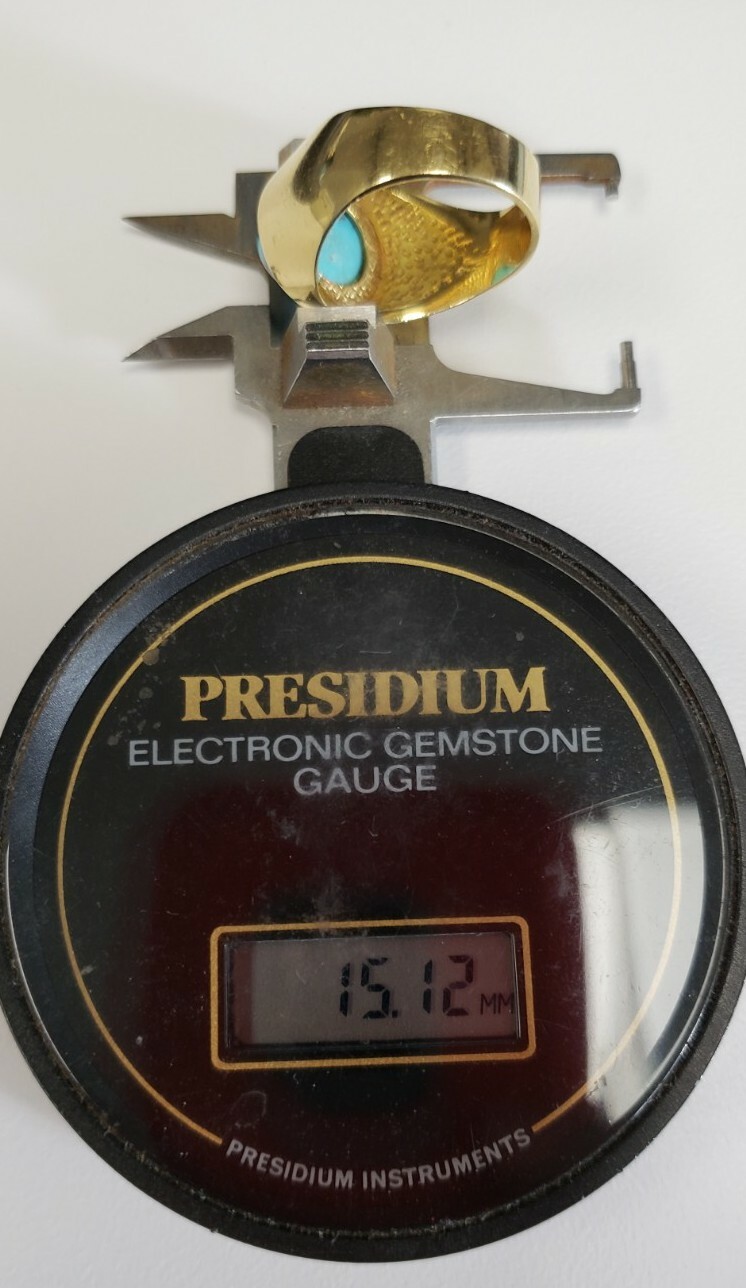 PRESIDIUM
ELECTRONIC GEMSTONE
GAUGE
15.12 MM
PRESIDIUM INSTRUMENTS